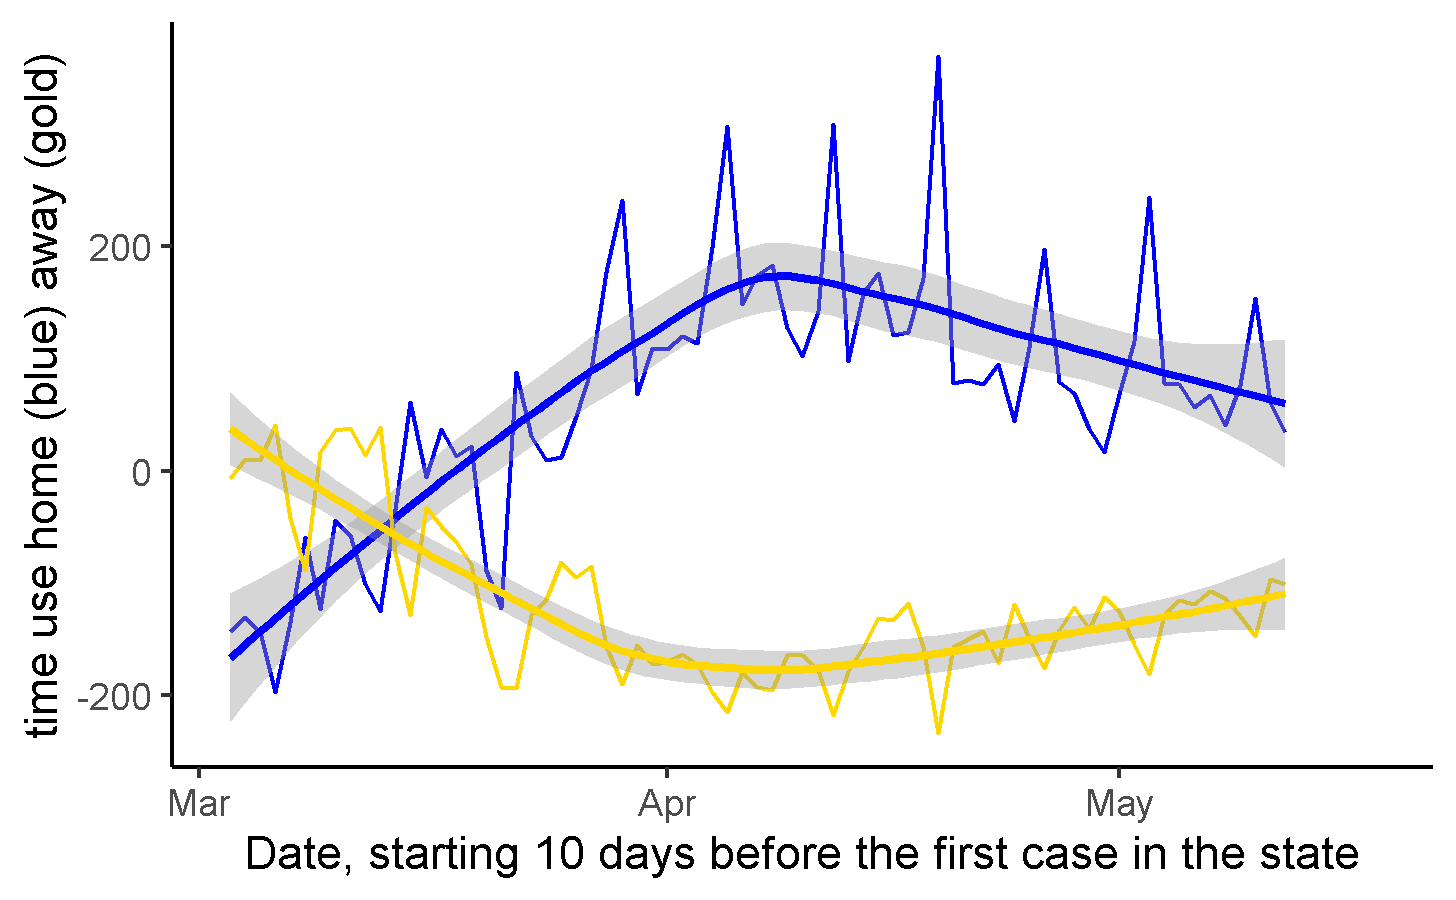 time use home (blue) away (gold)
200
0
-200
Mar Apr May
Date, starting 10 days before the first case in the state